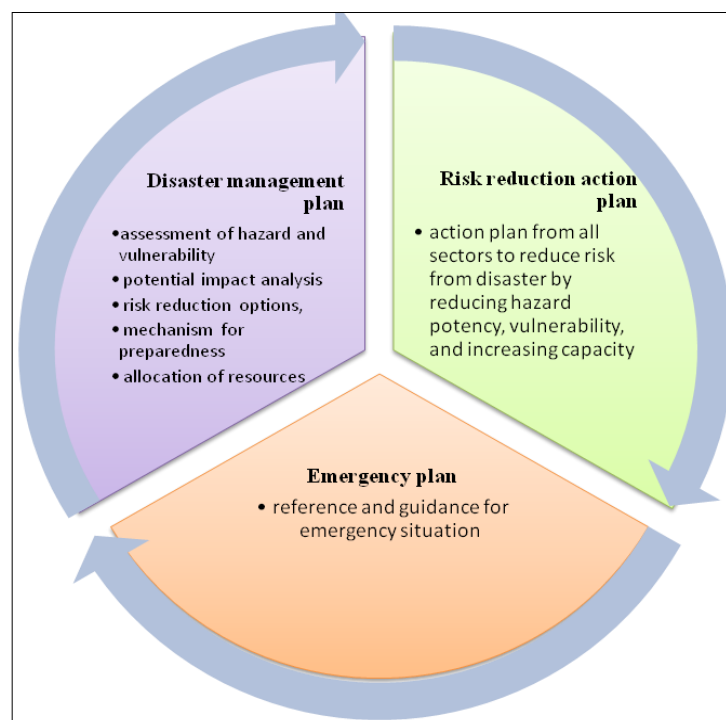 Disaster management
plan
•assessment of hazard and
vulnerability
• potential impact analysis
• risk reduction options,
• mechanism for
preparedness
• allocation of resources
Risk reduction action
plan
• action plan from all
sectors to reduce risk
from disaster by
reducing hazard
potency, vulnerability,
and increasing capacity
Emergency plan
• reference and guidance for
emergency situation